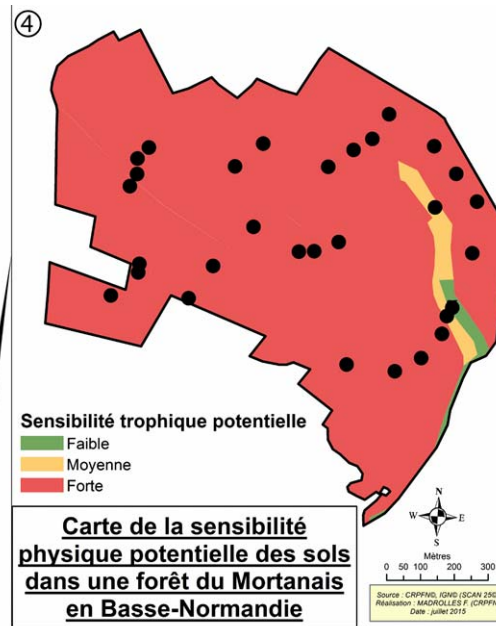 ④
Sensibilité trophique potentielle
Faible
Moyenne
Forte
Carte de la sensibilité
physique potentielle des sols
dans une forêt du Mortanais
en Basse-Normandie
N
W E
S
Mètres
0 50 100 200 300
Source : CRPFN©, IGN© (SCAN 25©
Réalisation : MADROLLES F. (CRPFN
Date : juillet 2015